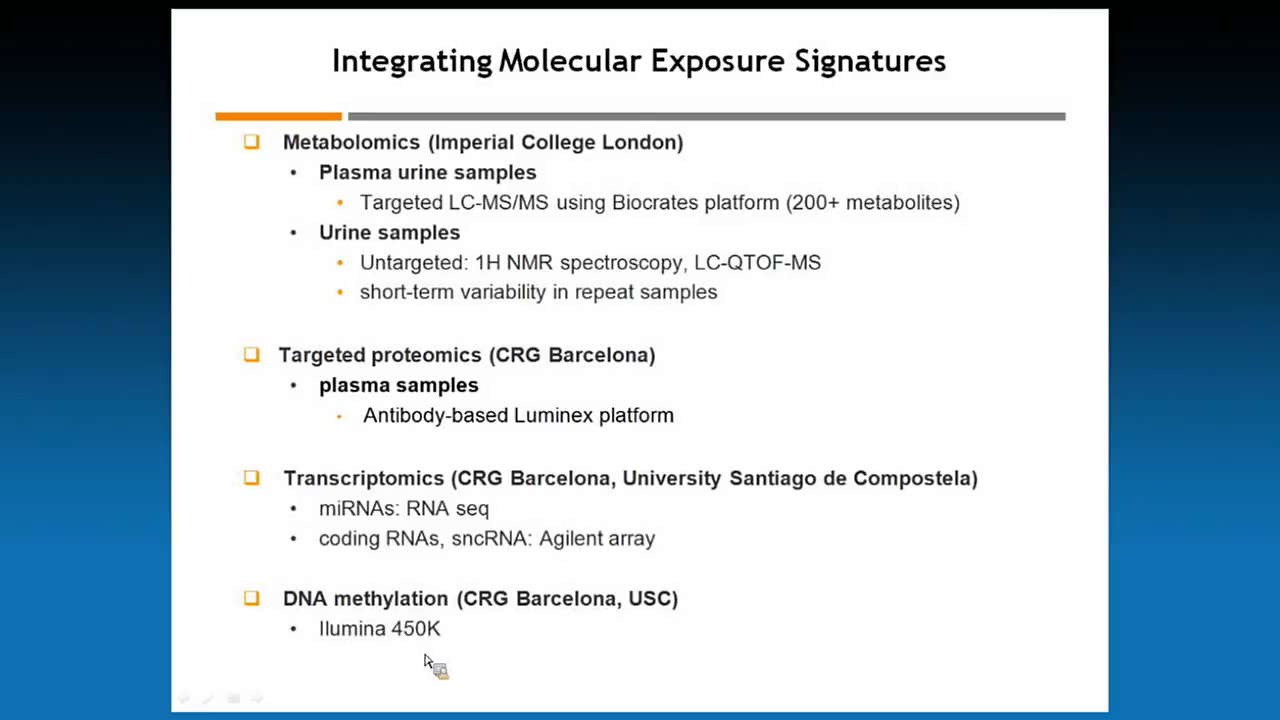 Integrating Molecular Exposure Signatures
Metabolomics (Imperial College London)
Plasma urine samples
Targeted LC-MS/MS using Biocrates platform (200+ metabolites)
Urine samples
Untargeted: 1H NMR spectroscopy, LC-QTOF-MS
short-term variability in repeat samples
Targeted proteomics (CRG Barcelona)
plasma samples
Antibody-based Luminex platform
Transcriptomics (CRG Barcelona, University Santiago de Compostela)
miRNAs: RNA seq
coding RNAs, sncRNA: Agilent array
DNA methylation (CRG Barcelona, USC)
Ilumina 450K